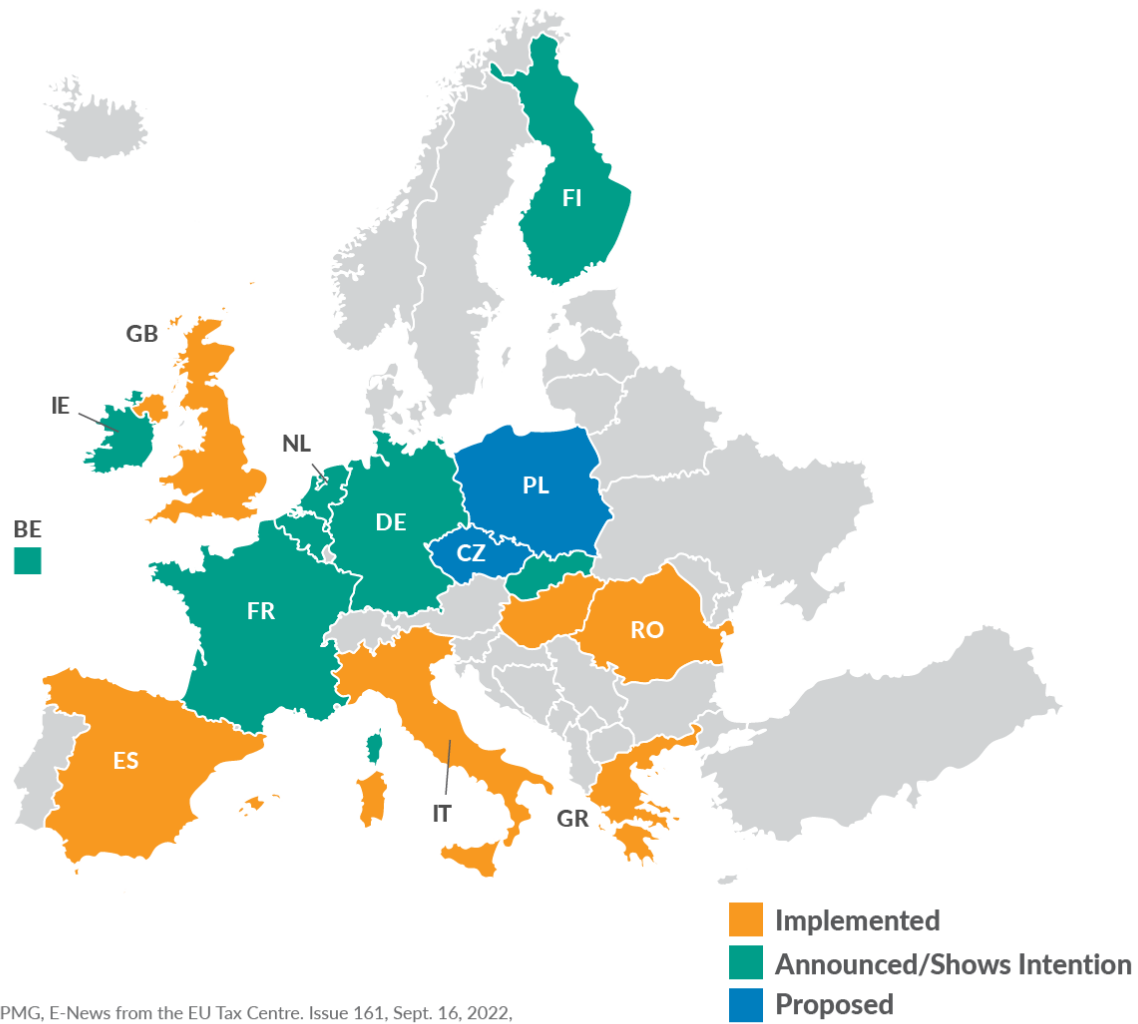 FI
GB
IE
NL
PL
BE
DE
CZ
FR
RO
ES
IT
GR
Implemented
Announced/Shows Intention
Proposed
PMG, E-News from the EU Tax Centre. Issue 161, Sept. 16, 2022,